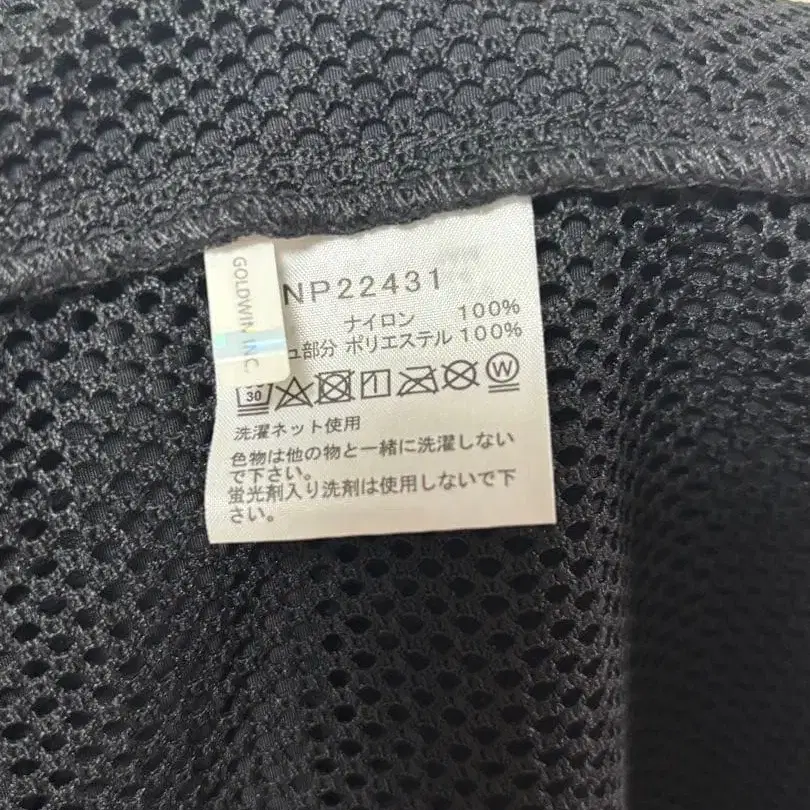 GOLDWIN INC.
NP22431
ナイロン 100%
ュ部分 ポリエステル 100%
30
W
洗濯ネット使用
色物は他の物と一緒に洗濯しない
で下さい。
蛍光剤入り洗剤は使用しないで下
さい。